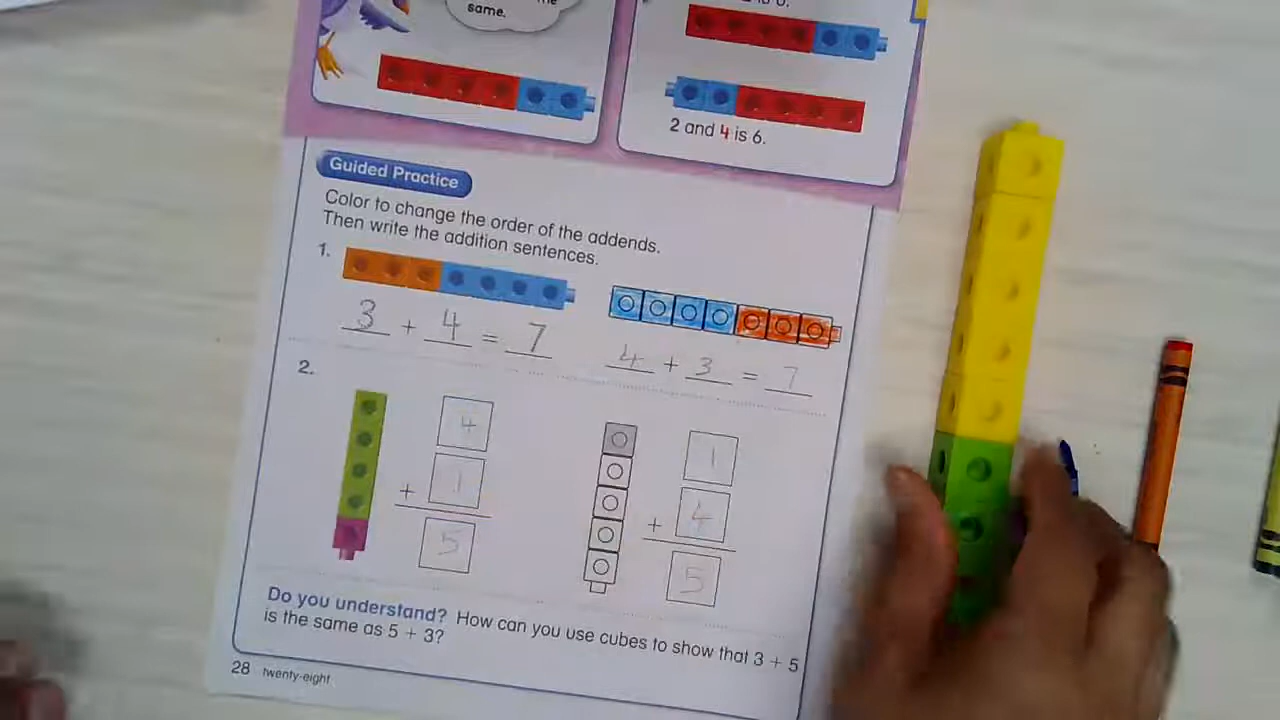 same.
2 and 4 is 6.
Guided Practice
Color to change the order of the addends.
Then write the addition sentences.
1.
3 + 4 = 7
4 + 3 = 7
2.
4
+ 1
5
1
+ 4
5
Do you understand? How can you use cubes to show that 3 + 5
is the same as 5 + 3?
28 twenty-eight